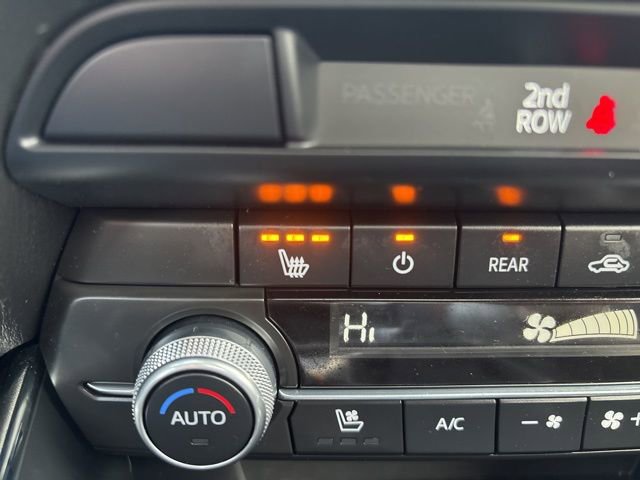 PASSENGER
2nd
ROW
REAR
Hi
AUTO
A/C
- +